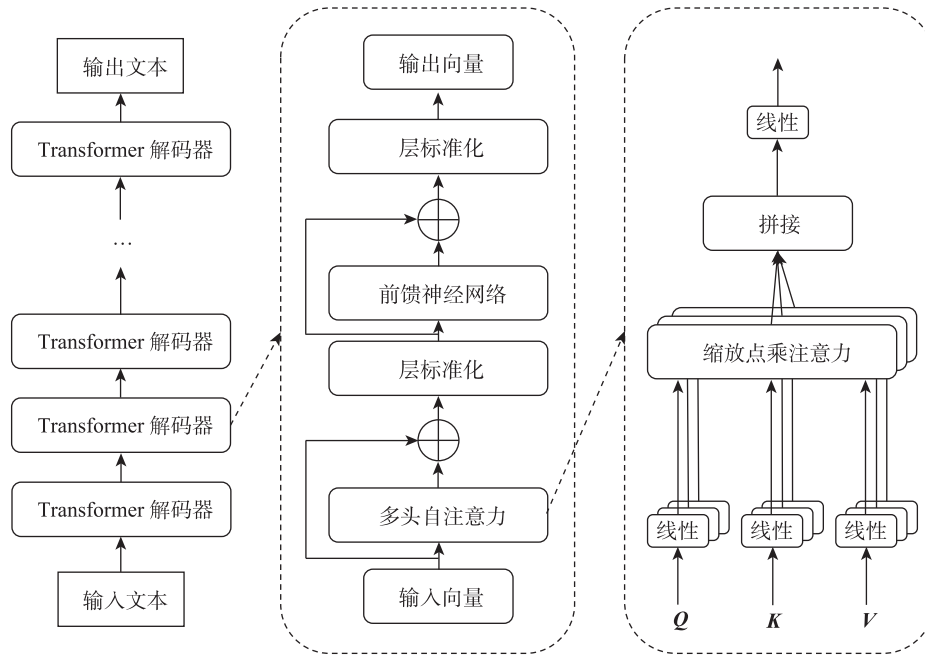 输出文本
Transformer 解码器
…
Transformer 解码器
Transformer 解码器
Transformer 解码器
输入文本
输出向量
层标准化
前馈神经网络
层标准化
多头自注意力
输入向量
线性
拼接
缩放点乘注意力
线性
线性
线性
Q
K
V